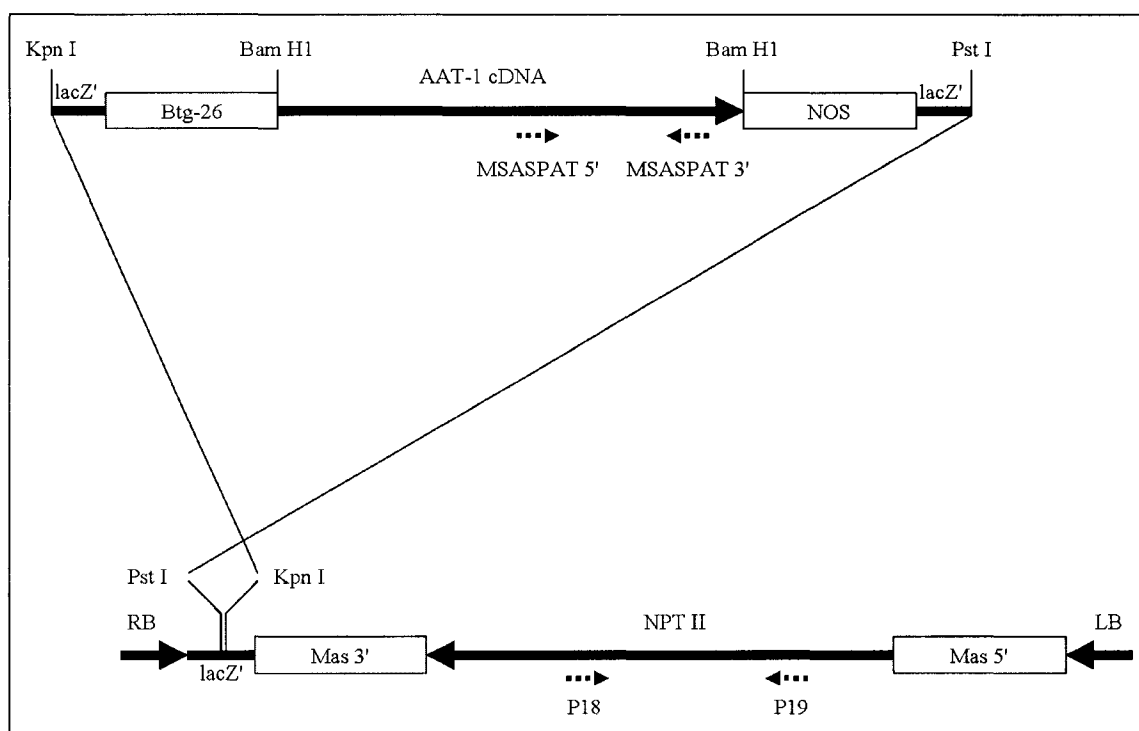 Kpn I
Bam H1
Bam H1
Pst I
AAT-1 cDNA
lacZ'
Btg-26
NOS
lacZ'
MSASPAT 5'
MSASPAT 3'
Pst I
Kpn I
RB
NPT II
LB
lacZ'
Mas 3'
Mas 5'
P18
P19